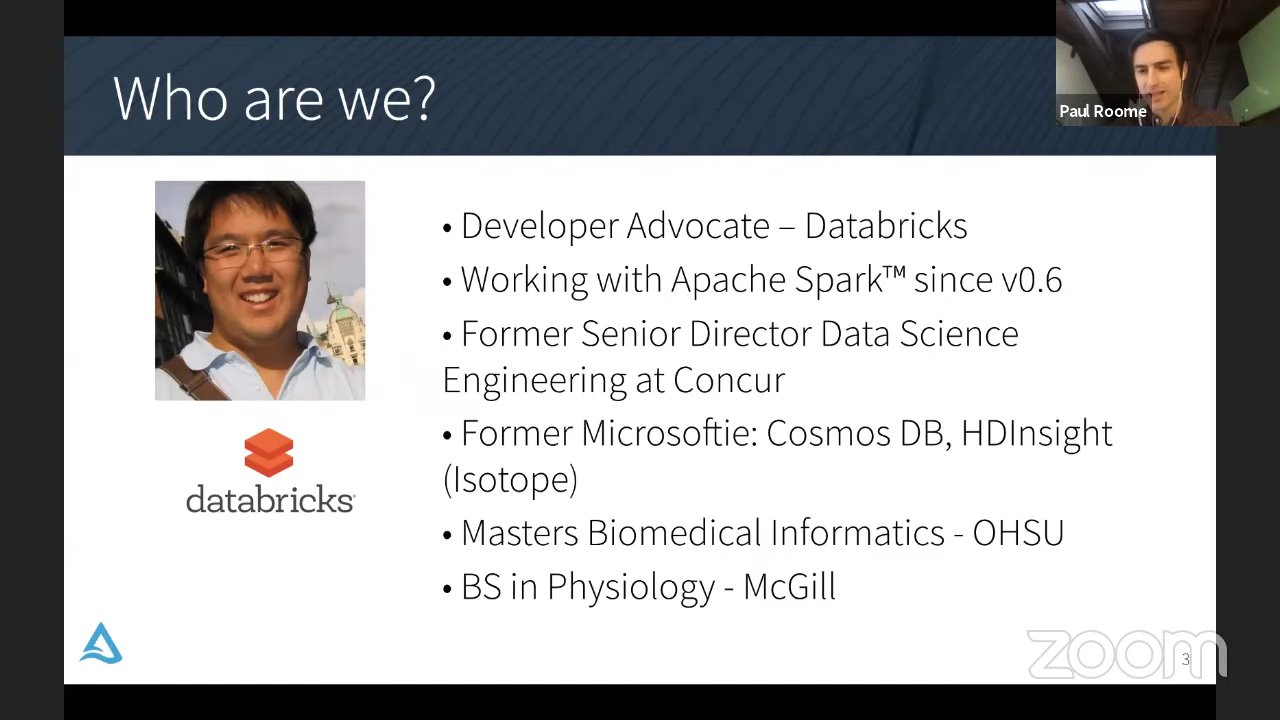 Who are we?
Paul Roome
• Developer Advocate – Databricks
• Working with Apache Spark™ since v0.6
• Former Senior Director Data Science
Engineering at Concur
• Former Microsoftie: Cosmos DB, HDInsight
(Isotope)
• Masters Biomedical Informatics - OHSU
• BS in Physiology - McGill
databricks
zoom
3